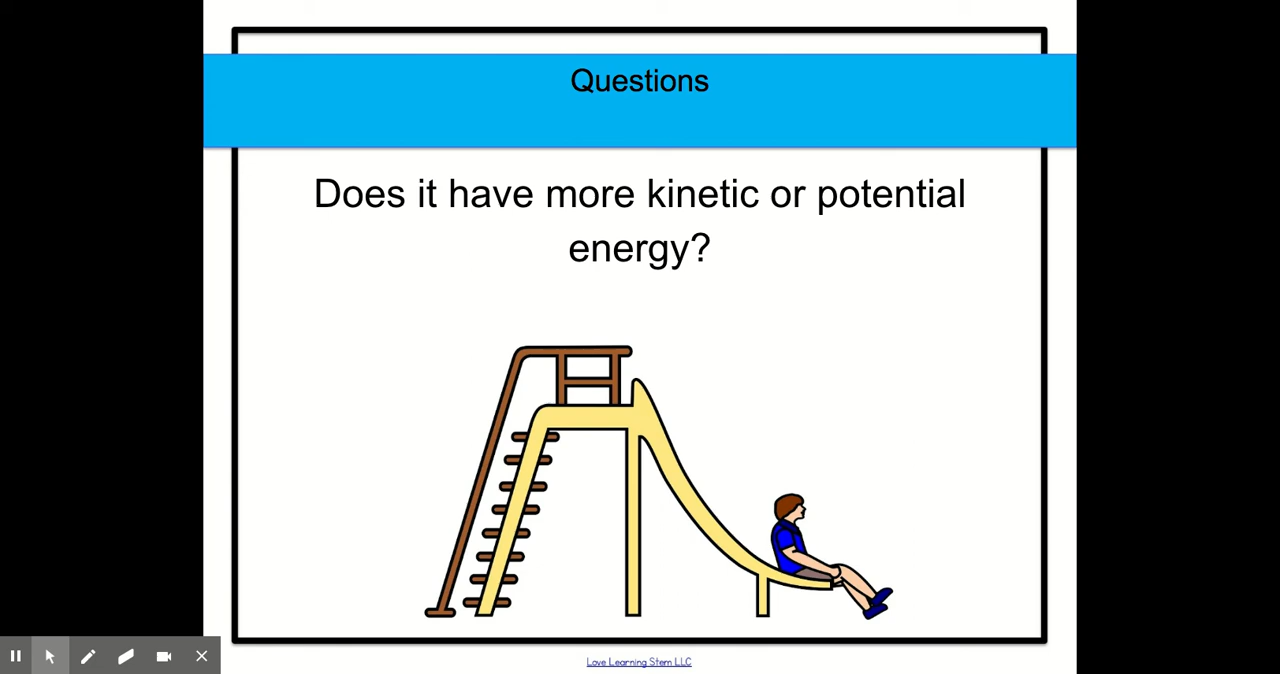 Questions
Does it have more kinetic or potential
energy?
Love Learning Stem LLC